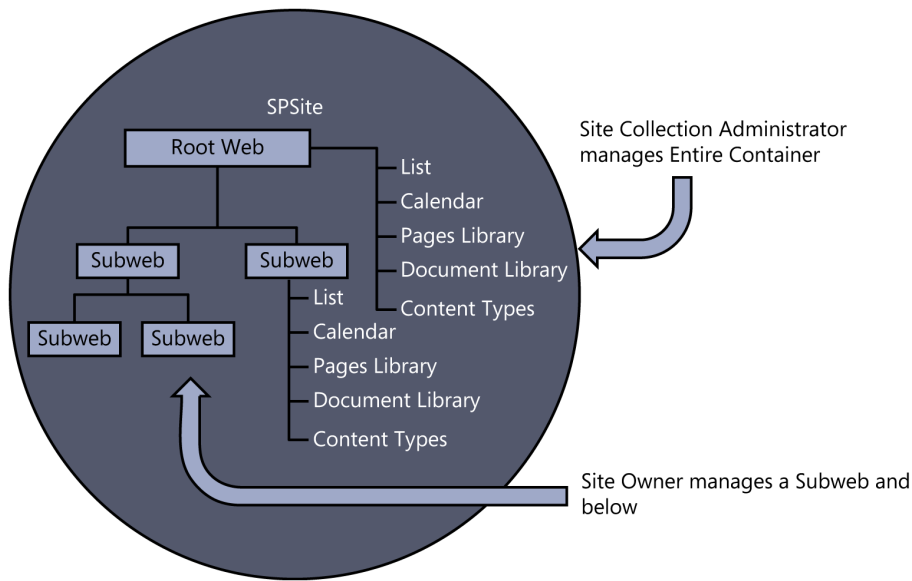 SPSite
Root Web
Site Collection Administrator
manages Entire Container
List
Calendar
Pages Library
Document Library
Content Types
Subweb
Subweb
Subweb
Subweb
List
Calendar
Pages Library
Document Library
Content Types
Site Owner manages a Subweb and
below